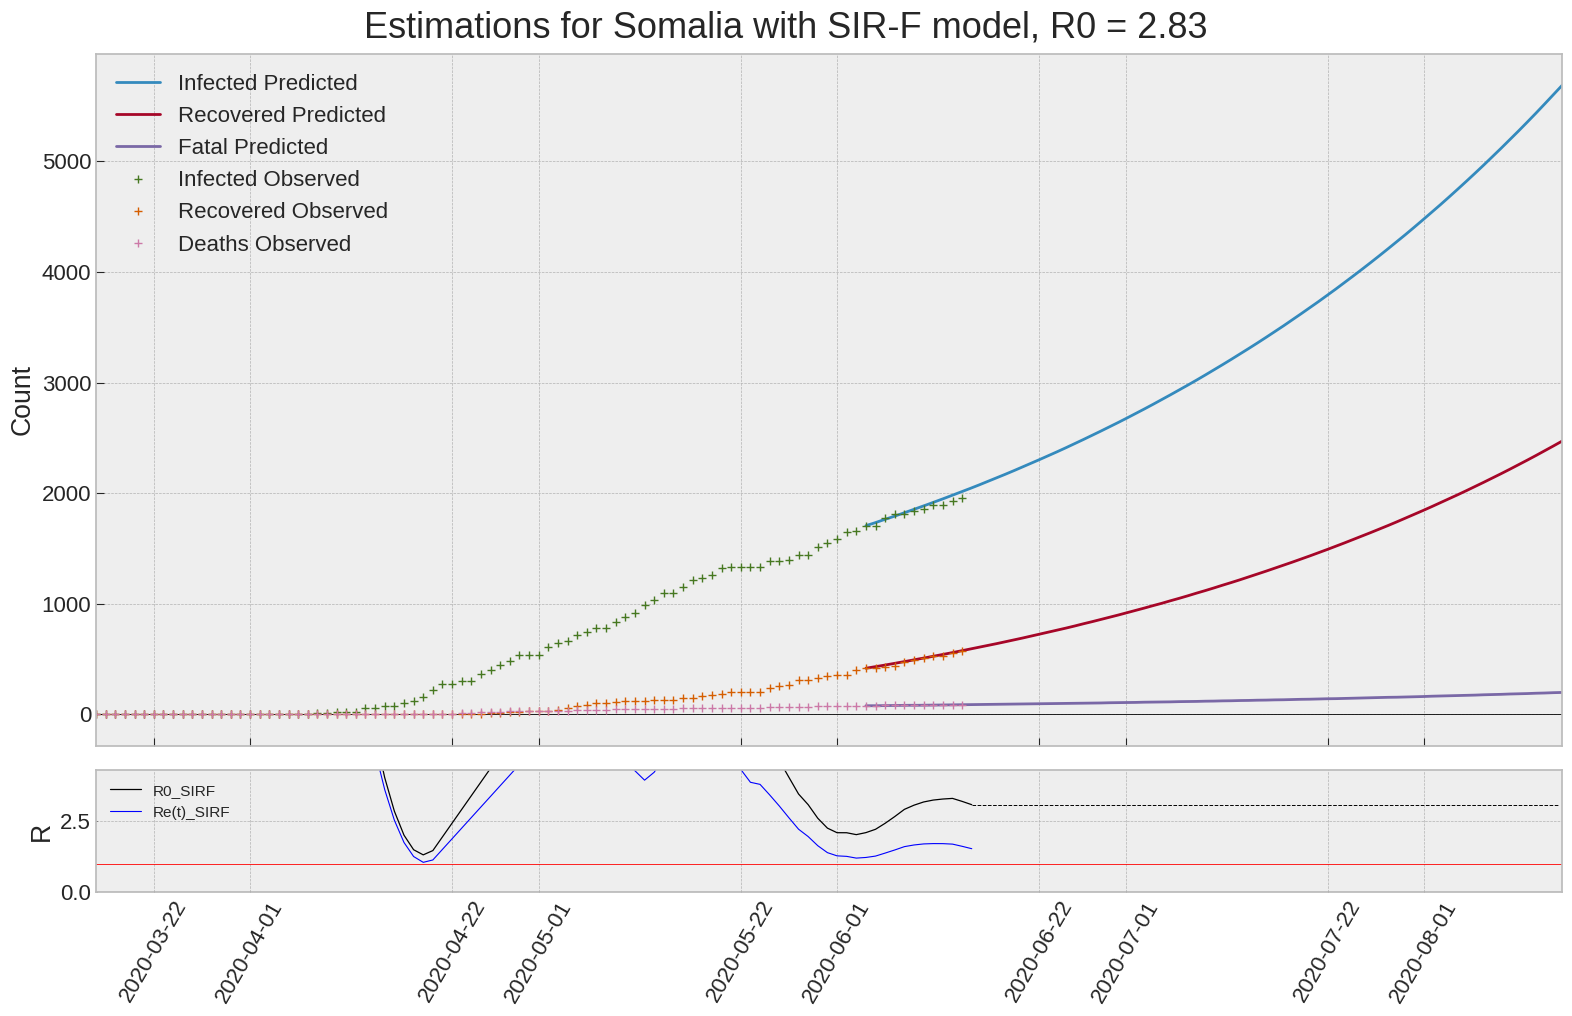 Estimations for Somalia with SIR-F model, R0 = 2.83
Infected Predicted
Recovered Predicted
Fatal Predicted
Infected Observed
Recovered Observed
Deaths Observed
5000
4000
3000
2000
1000
0
Count
R0_SIRF
Re(t)_SIRF
2.5
0.0
R
2020-03-22
2020-04-01
2020-04-22
2020-05-01
2020-05-22
2020-06-01
2020-06-22
2020-07-01
2020-07-22
2020-08-01